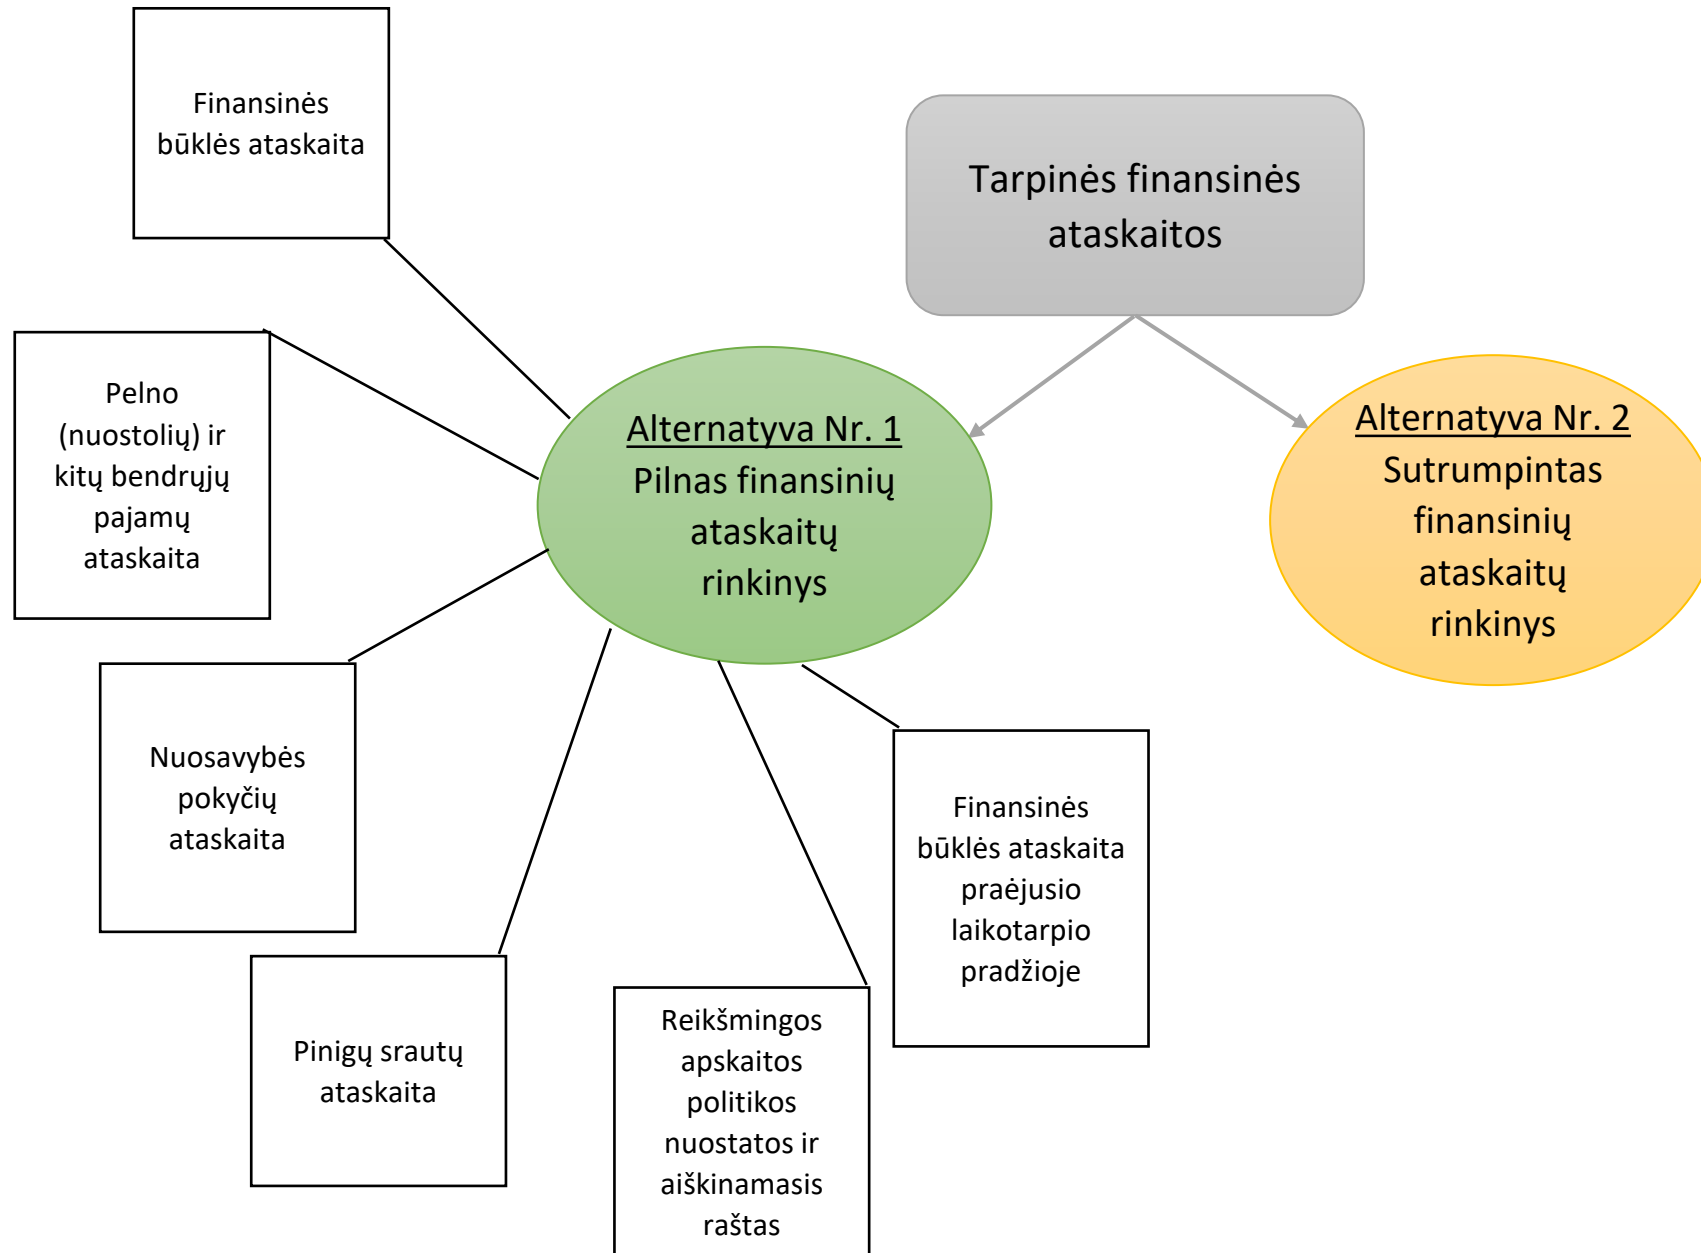 Finansinės
būklės ataskaita
Tarpinės finansinės
ataskaitos
Pelno
(nuostolių) ir
kitų bendrųjų
pajamų
ataskaita
Alternatyva Nr. 1
Pilnas finansinių
ataskaitų
rinkinys
Alternatyva Nr. 2
Sutrumpintas
finansinių
ataskaitų
rinkinys
Nuosavybės
pokyčių
ataskaita
Finansinės
būklės ataskaita
praėjusio
laikotarpio
pradžioje
Pinigų srautų
ataskaita
Reikšmingos
apskaitos
politikos
nuostatos ir
aiškinamasis
raštas